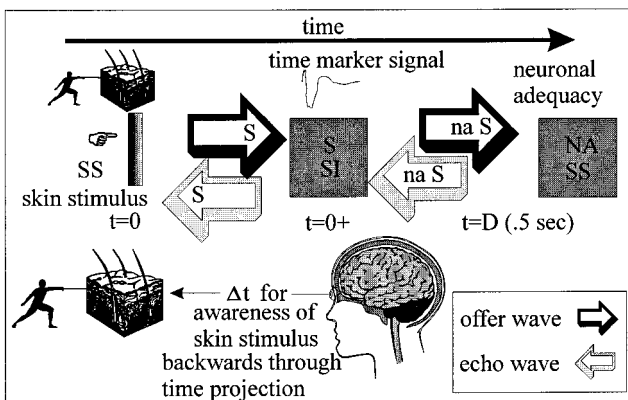 time
time marker signal
neuronal
adequacy
S
na S
SS
skin stimulus
S
na S
S
SI
NA
SS
t=0
t=0+
t=D (.5 sec)
Δt for
awareness of
skin stimulus
backwards through
time projection
offer wave
echo wave